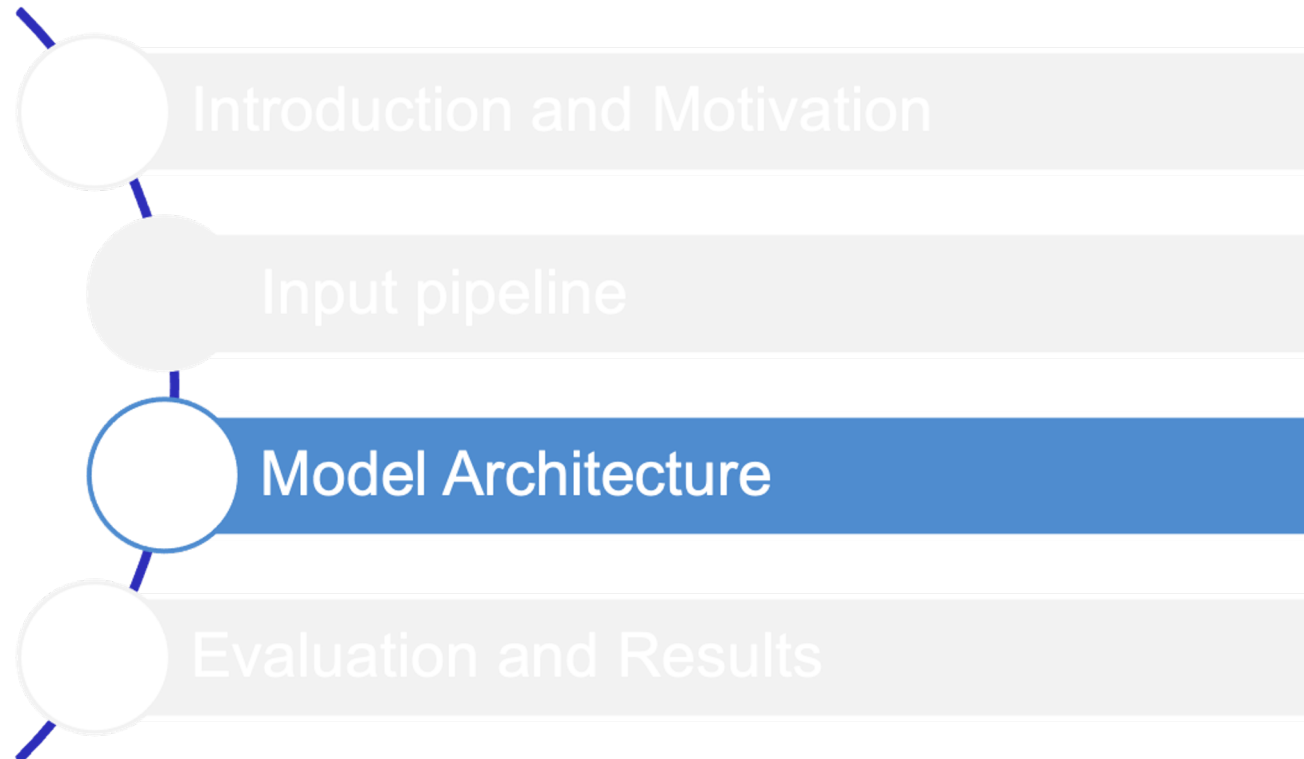 Introduction and Motivation
Input pipeline
Model Architecture
Evaluation and Results